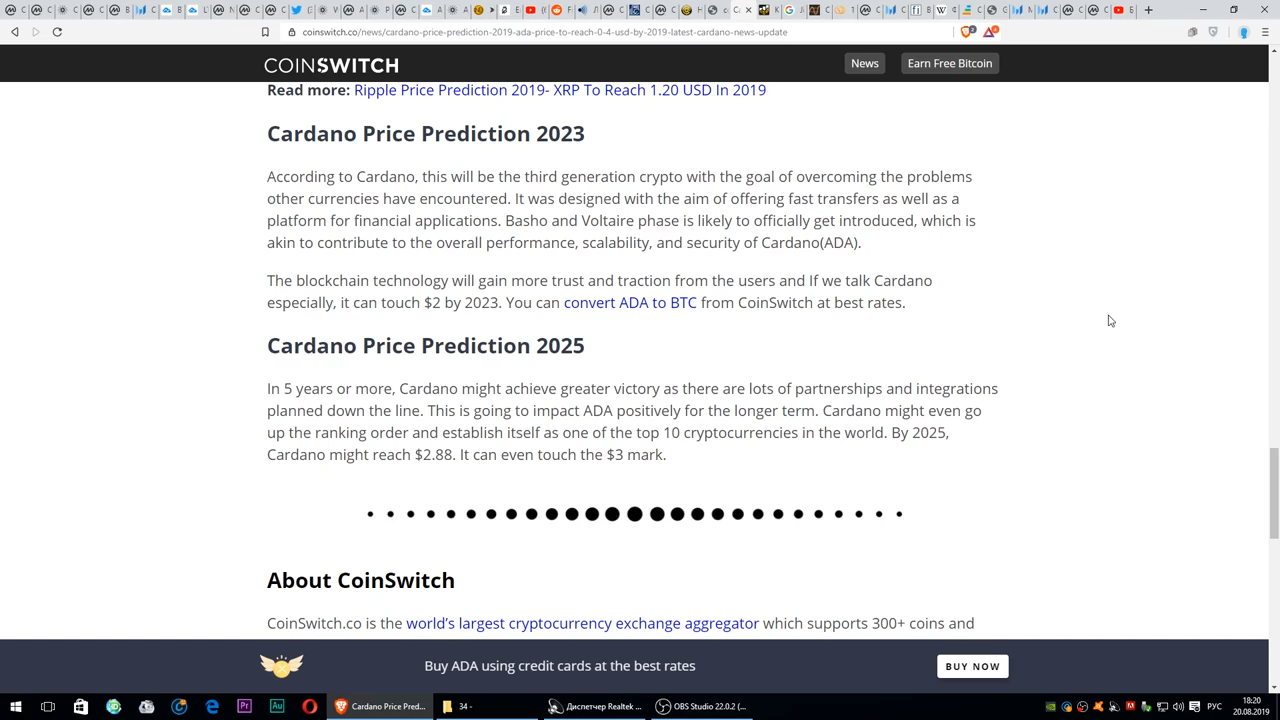 coinswitch.co/news/cardano-price-prediction-2019-ada-price-to-reach-0-4-usd-by-2019-latest-cardano-news-update
COINSWITCH
News
Earn Free Bitcoin
Read more: Ripple Price Prediction 2019- XRP To Reach 1.20 USD In 2019
Cardano Price Prediction 2023
According to Cardano, this will be the third generation crypto with the goal of overcoming the problems
other currencies have encountered. It was designed with the aim of offering fast transfers as well as a
platform for financial applications. Basho and Voltaire phase is likely to officially get introduced, which is
akin to contribute to the overall performance, scalability, and security of Cardano(ADA).
The blockchain technology will gain more trust and traction from the users and If we talk Cardano
especially, it can touch $2 by 2023. You can convert ADA to BTC from CoinSwitch at best rates.
Cardano Price Prediction 2025
In 5 years or more, Cardano might achieve greater victory as there are lots of partnerships and integrations
planned down the line. This is going to impact ADA positively for the longer term. Cardano might even go
up the ranking order and establish itself as one of the top 10 cryptocurrencies in the world. By 2025,
Cardano might reach $2.88. It can even touch the $3 mark.
About CoinSwitch
CoinSwitch.co is the world's largest cryptocurrency exchange aggregator which supports 300+ coins and
Buy ADA using credit cards at the best rates
BUY NOW
Cardano Price Pred...
34 -
Диспетчер Realtek ...
OBS Studio 22.0.2 (...
РУС
18:20
20.08.2019